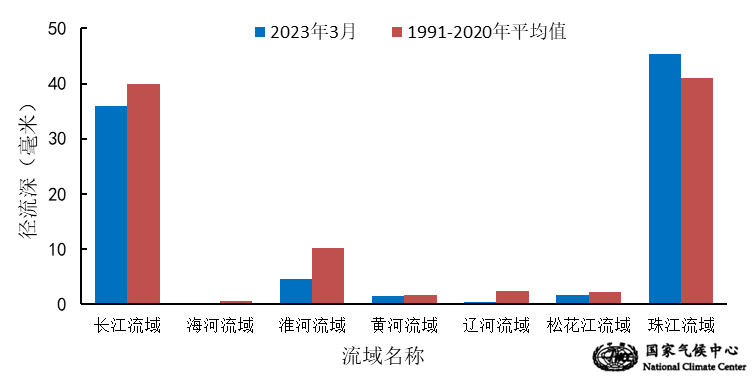 2023年3月 1991-2020年平均值
径流深（毫米）
50
40
30
20
10
0
长江流域 海河流域 淮河流域 黄河流域 辽河流域 松花江流域 珠江流域
流域名称
国家气候中心
National Climate Center